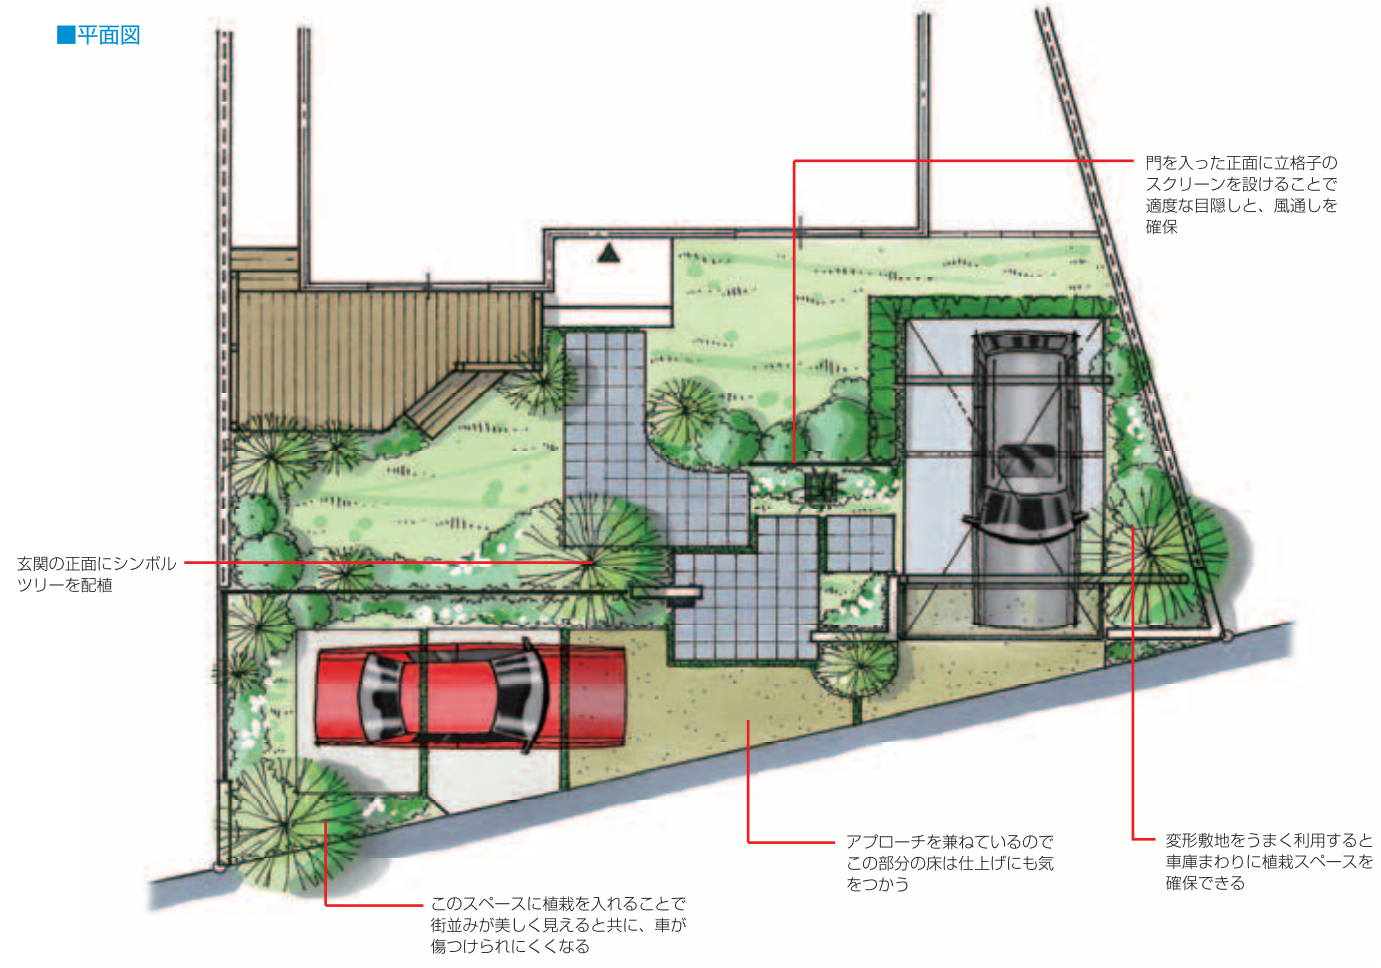 ■平面図
門を入った正面に立格子の
スクリーンを設けることで
適度な目隠しと、風通しを
確保
玄関の正面にシンボル
ツリーを配植
アプローチを兼ねているので
この部分の床は仕上げにも気
をつかう
変形敷地をうまく利用すると
車庫まわりに植栽スペースを
確保できる
このスペースに植栽を入れることで
街並みが美しく見えると共に、車が
傷つけられにくくなる